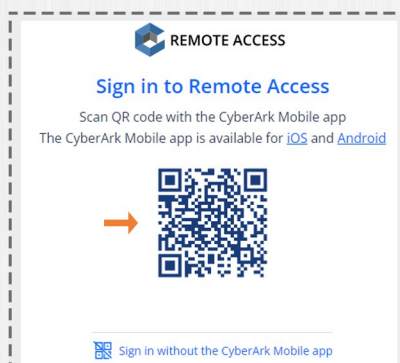 REMOTE ACCESS
Sign in to Remote Access
Scan QR code with the CyberArk Mobile app
The CyberArk Mobile app is available for iOS and Android
Sign in without the CyberArk Mobile app